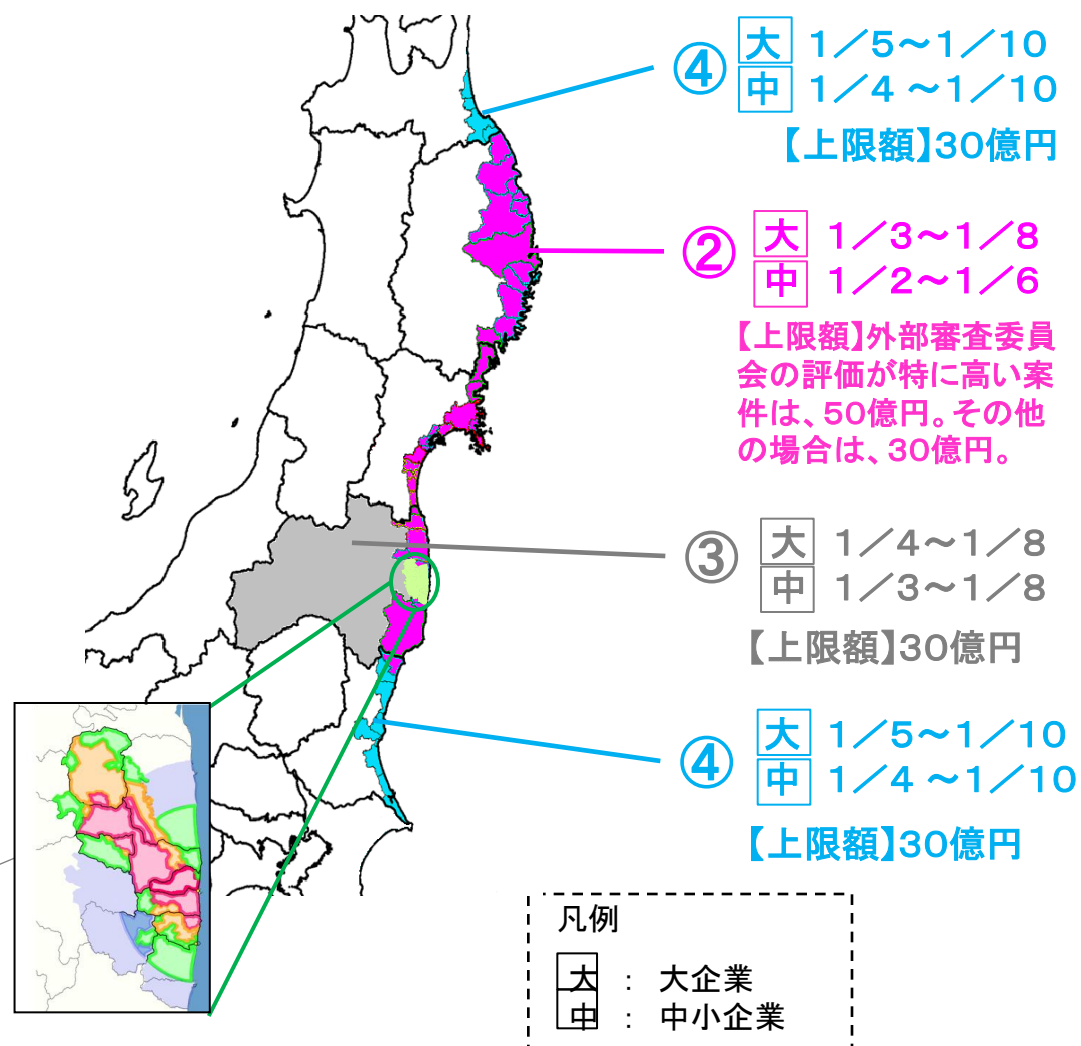 ④
大 1／5～1／10
中 1／4 ～1／10
【上限額】30億円
②
大 1／3～1／8
中 1／2～1／6
【上限額】外部審査委員
会の評価が特に高い案
件は、50億円。その他
の場合は、30億円。
③
大 1／4～1／8
中 1／3～1／8
【上限額】30億円
④
大 1／5～1／10
中 1／4 ～1／10
【上限額】30億円
凡例
大 ： 大企業
中 ： 中小企業